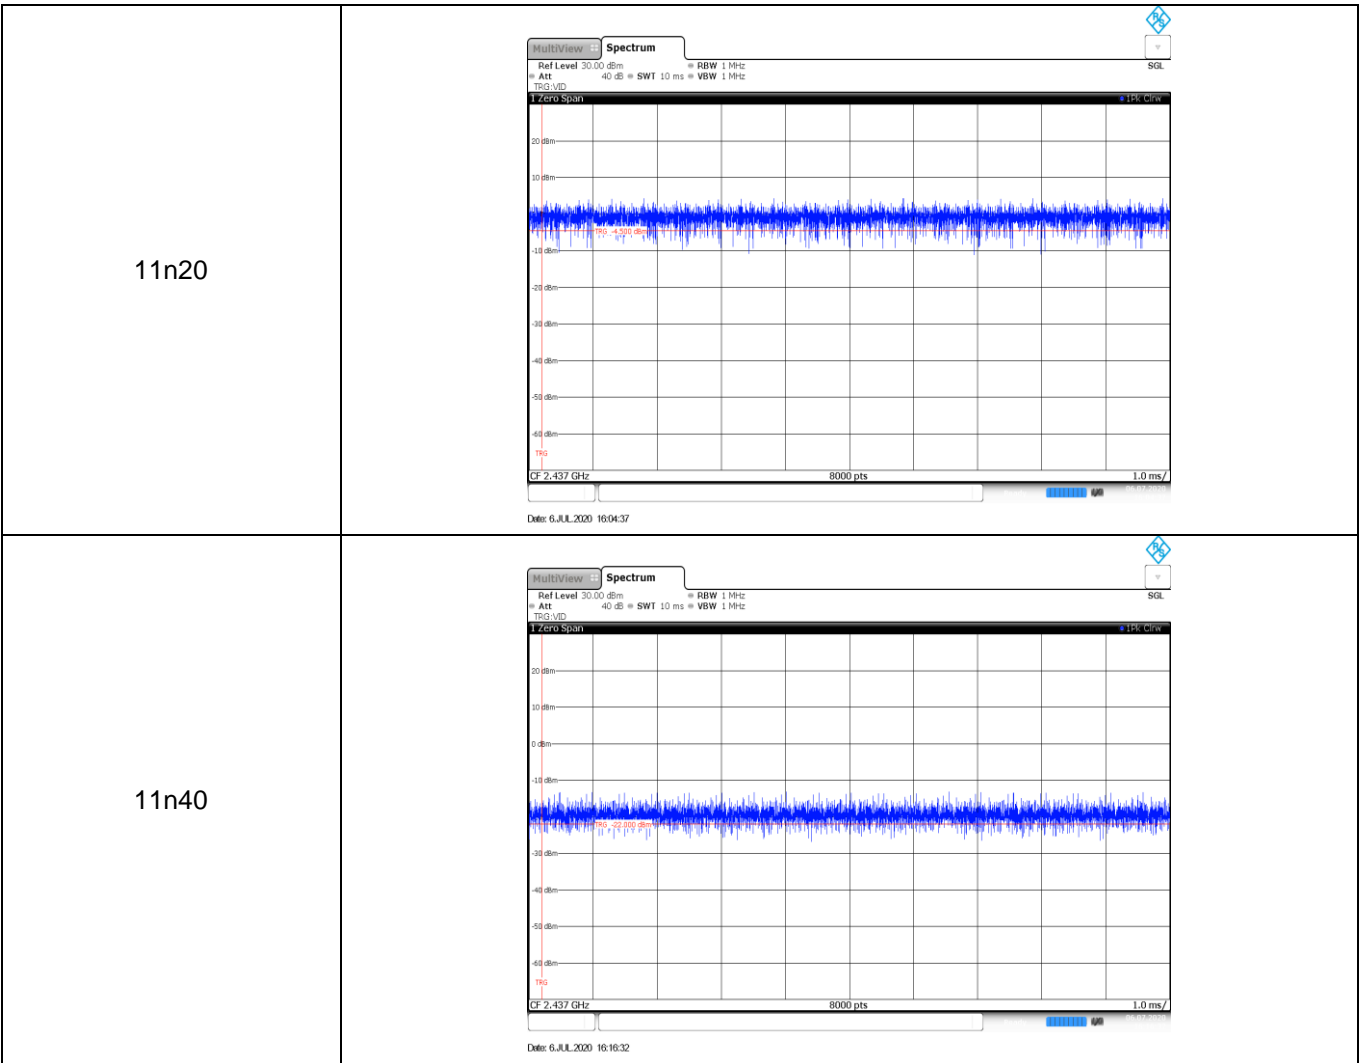 11n20
R&S
MultiView Spectrum
Ref Level 30.00 dBm RBW 1 MHz SGL
Att 40 dB SWT 10 ms VBW 1 MHz
TRG:VID
1 Zero Span 1Pk Clrw
20 dBm
10 dBm
TRG -4.500 dBm
-10 dBm
-20 dBm
-30 dBm
-40 dBm
-50 dBm
-60 dBm
TRG
CF 2.437 GHz 8000 pts 1.0 ms/
Date: 6.JUL.2020 16:04:37
11n40
R&S
MultiView Spectrum
Ref Level 30.00 dBm RBW 1 MHz SGL
Att 40 dB SWT 10 ms VBW 1 MHz
TRG:VID
1 Zero Span 1Pk Clrw
20 dBm
10 dBm
0 dBm
-10 dBm
TRG -22.000 dBm
-30 dBm
-40 dBm
-50 dBm
-60 dBm
TRG
CF 2.437 GHz 8000 pts 1.0 ms/
Date: 6.JUL.2020 16:16:32